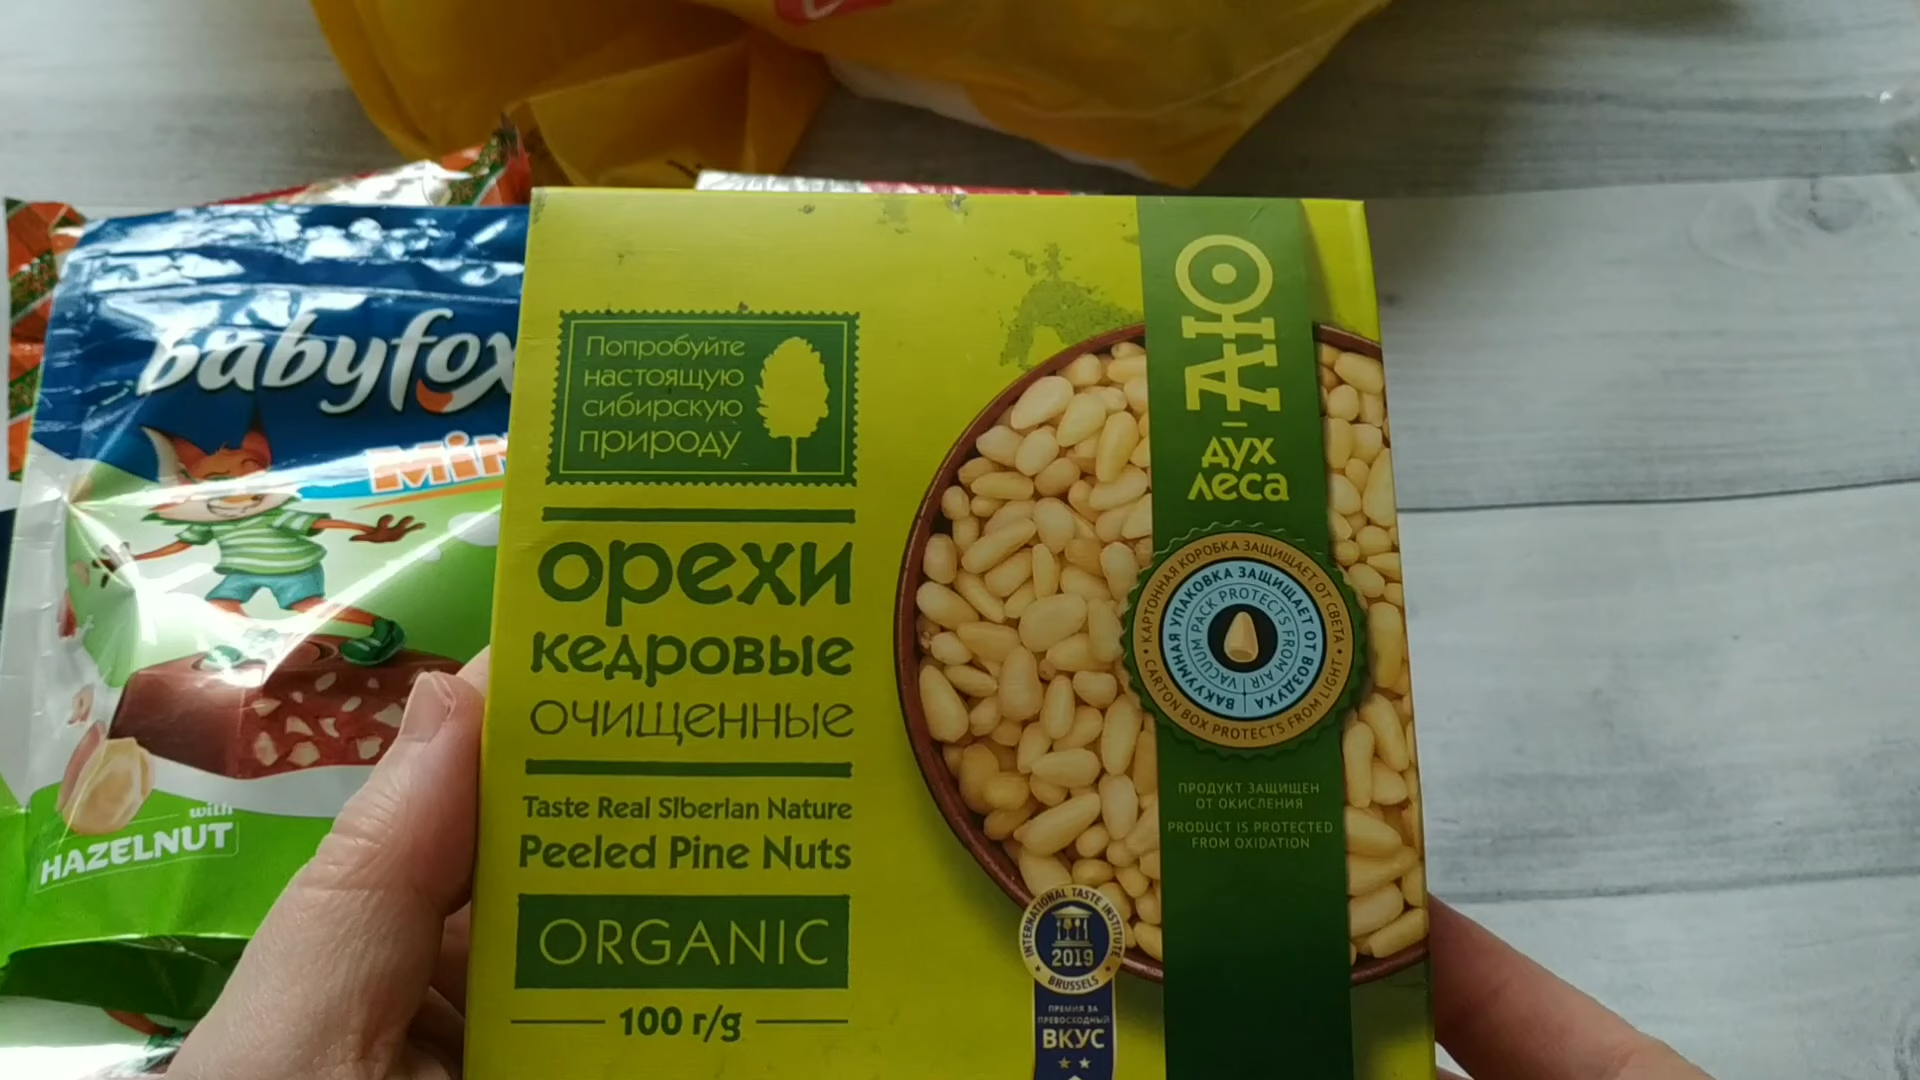 babyfox
with
HAZELNUT
Попробуйте
настоящую
сибирскую
природу
орехи
кедровые
очищенные
Taste Real Siberian Nature
Peeled Pine Nuts
ORGANIC
100 г/g
дух
леса
• КАРТОННАЯ КОРОБКА ЗАЩИЩАЕТ ОТ СВЕТА •
CARTON BOX PROTECTS FROM LIGHT
ВАКУУМНАЯ УПАКОВКА ЗАЩИЩАЕТ ОТ ВОЗДУХА
VACUUM PACK PROTECTS FROM AIR
ПРОДУКТ ЗАЩИЩЕН
ОТ ОКИСЛЕНИЯ
PRODUCT IS PROTECTED
FROM OXIDATION
INTERNATIONAL TASTE INSTITUTE
2019
BRUSSELS
ПРЕМИЯ ЗА
ПРЕВОСХОДНЫЙ
ВКУС